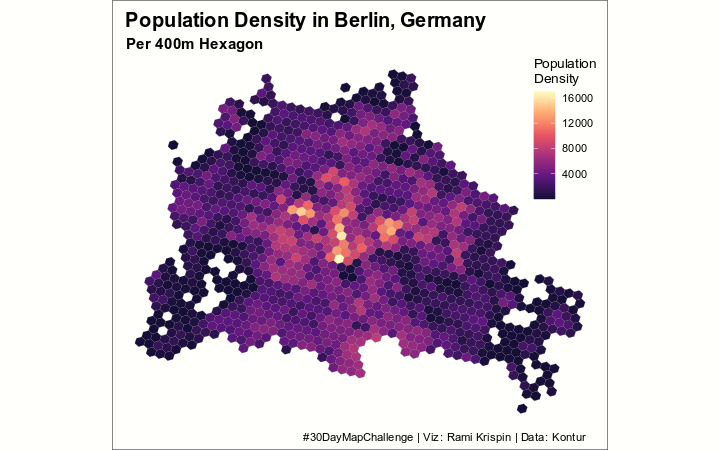 Population Density in Berlin, Germany
Per 400m Hexagon
Population
Density
16000
12000
8000
4000
#30DayMapChallenge | Viz: Rami Krispin | Data: Kontur